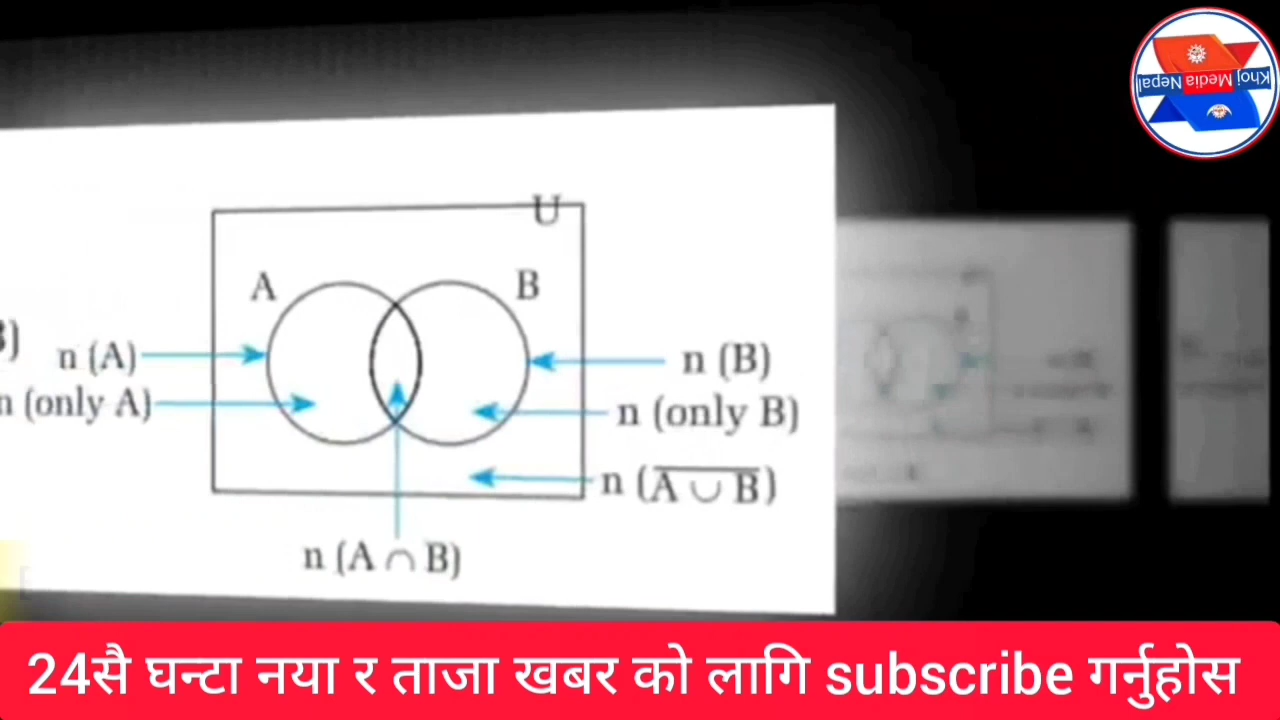 Khoj Media Nepal
U
A
B
n (A)
n (B)
n (only A)
n (only B)
n (A ∪ B)
n (A ∩ B)
24सै घन्टा नया र ताजा खबर को लागि subscribe गर्नुहोस